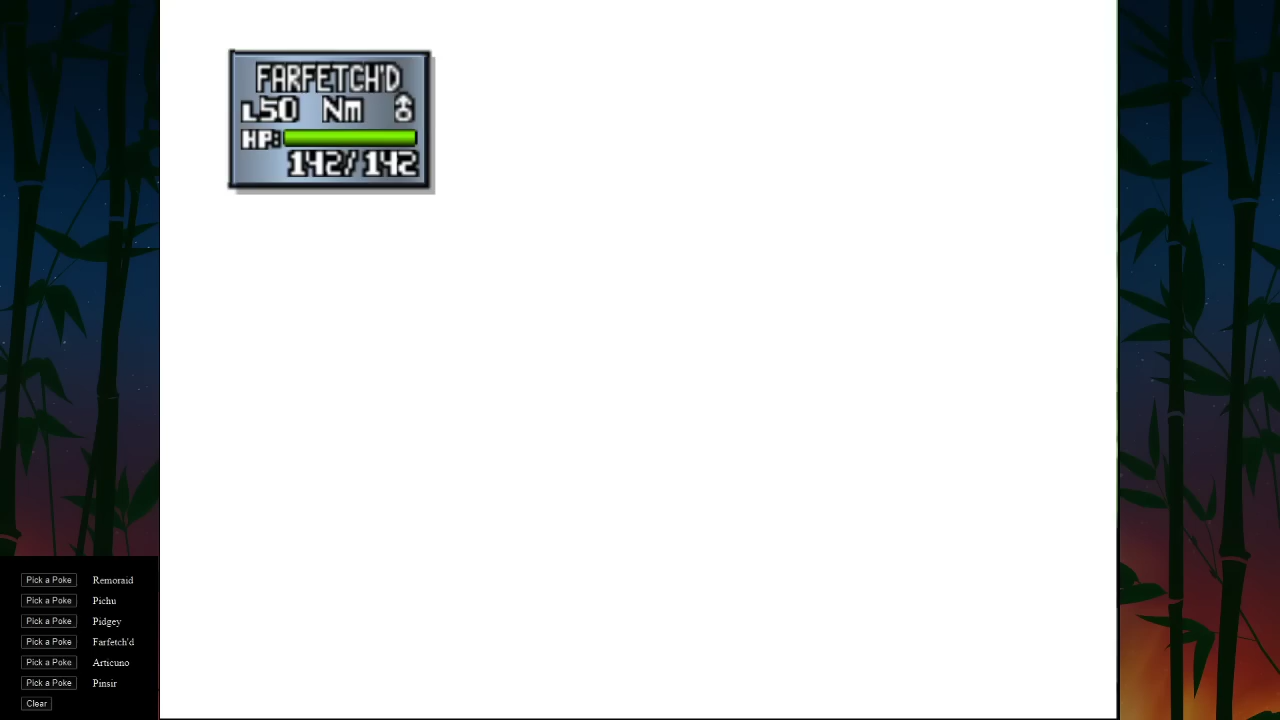 FARFETCH'D
L50 Nm ♂
HP:
142/142
Pick a Poke Remoraid
Pick a Poke Pichu
Pick a Poke Pidgey
Pick a Poke Farfetch'd
Pick a Poke Articuno
Pick a Poke Pinsir
Clear